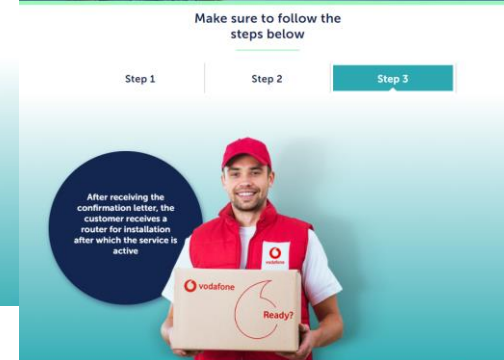 Make sure to follow the
steps below
Step 1
Step 2
Step 3
After receiving the
confirmation letter, the
customer receives a
router for installation
after which the service is
active
vodafone
vodafone
Ready?